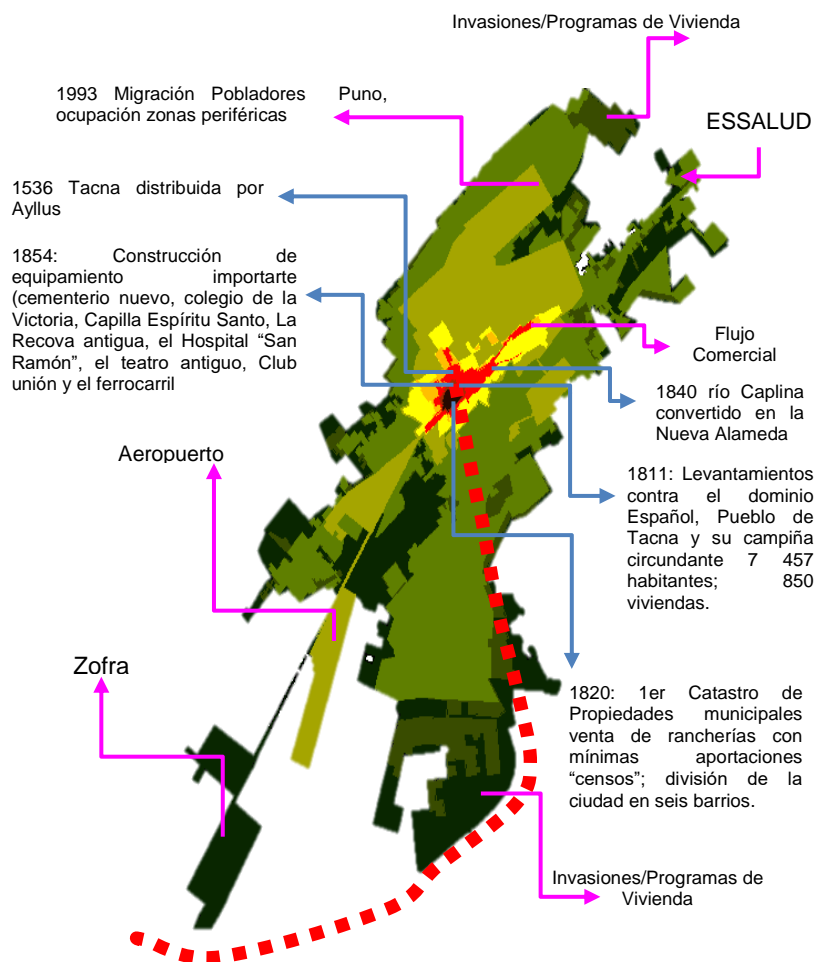 Invasiones/Programas de Vivienda
1993 Migración Pobladores Puno,
ocupación zonas periféricas
ESSALUD
1536 Tacna distribuida por
Ayllus
1854: Construcción de
equipamiento importarte
(cementerio nuevo, colegio de la
Victoria, Capilla Espíritu Santo, La
Recova antigua, el Hospital “San
Ramón”, el teatro antiguo, Club
unión y el ferrocarril
Flujo
Comercial
1840 río Caplina
convertido en la
Nueva Alameda
Aeropuerto
1811: Levantamientos
contra el dominio
Español, Pueblo de
Tacna y su campiña
circundante 7 457
habitantes; 850
viviendas.
Zofra
1820: 1er Catastro de
Propiedades municipales
venta de rancherías con
mínimas aportaciones
“censos”; división de la
ciudad en seis barrios.
Invasiones/Programas de
Vivienda